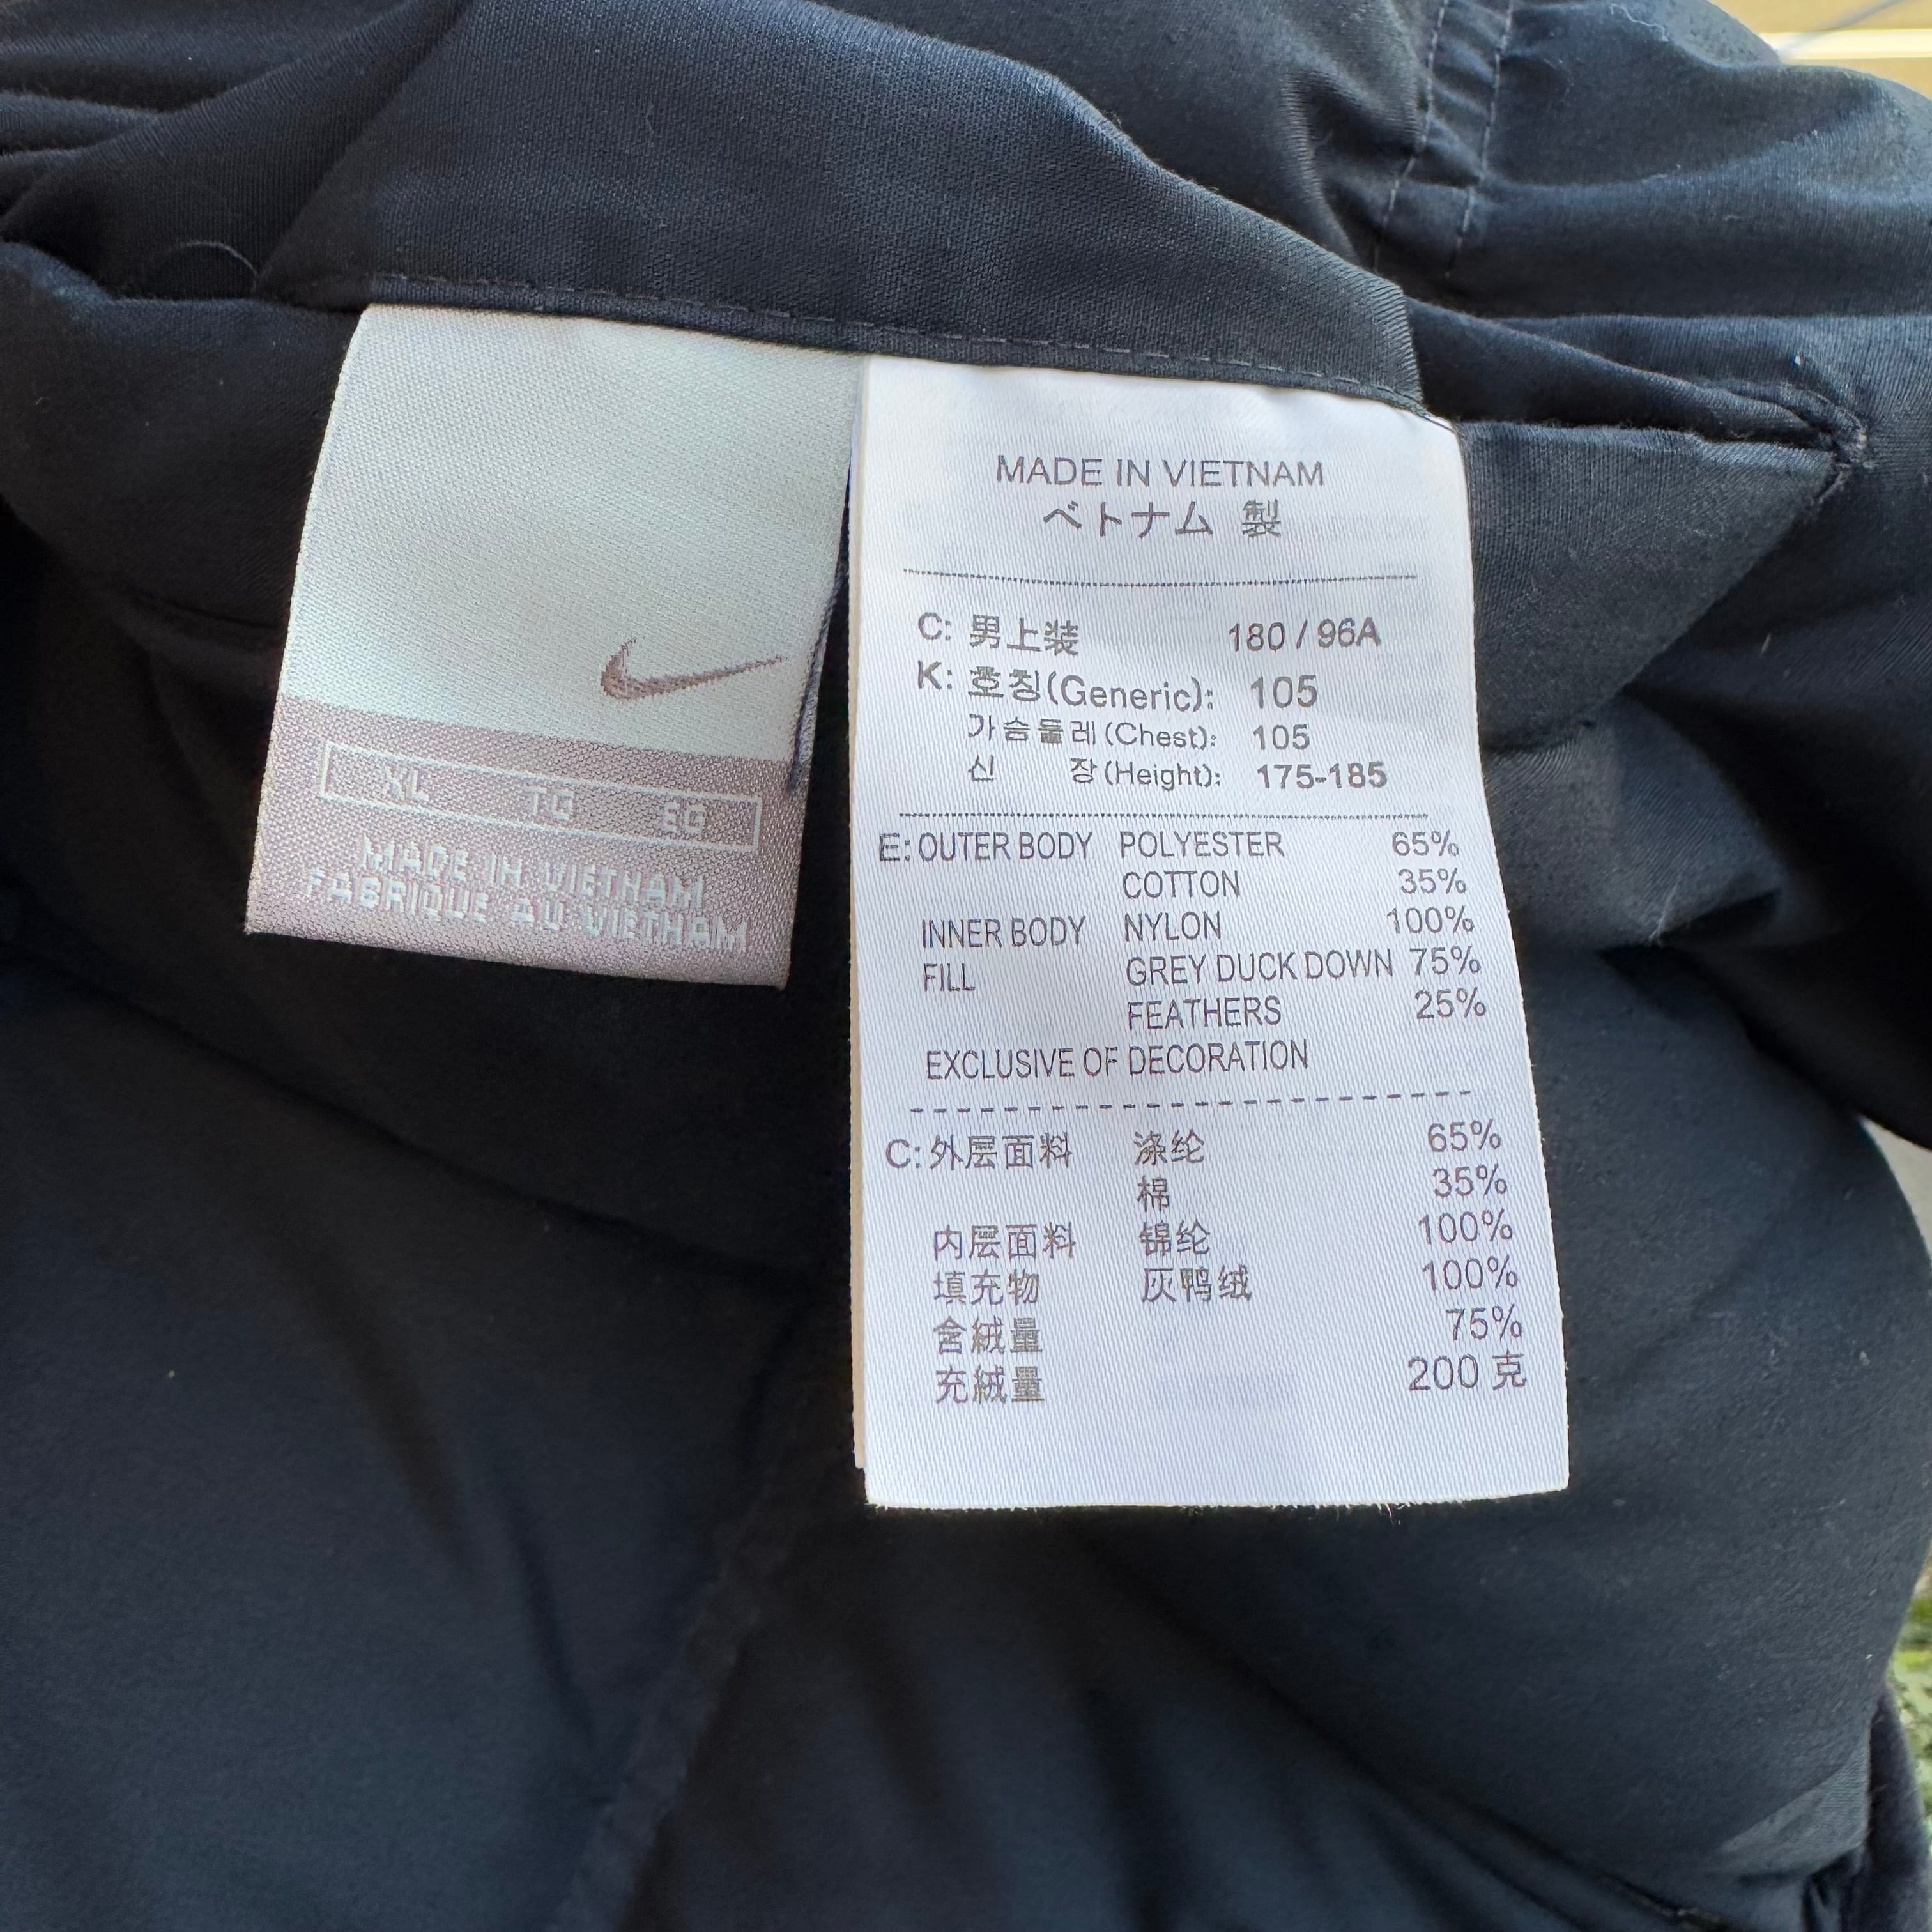 XL TG EG
MADE IN VIETNAM
FABRIQUE AU VIETNAM
MADE IN VIETNAM
ベトナム 製
C: 男上装 180 / 96A
K: 호칭(Generic): 105
가슴둘레(Chest): 105
신 장(Height): 175-185
E: OUTER BODY POLYESTER 65%
COTTON 35%
INNER BODY NYLON 100%
FILL GREY DUCK DOWN 75%
FEATHERS 25%
EXCLUSIVE OF DECORATION
C: 外层面料 涤纶 65%
棉 35%
内层面料 锦纶 100%
填充物 灰鸭绒 100%
含絨量 75%
充絨量 200 克